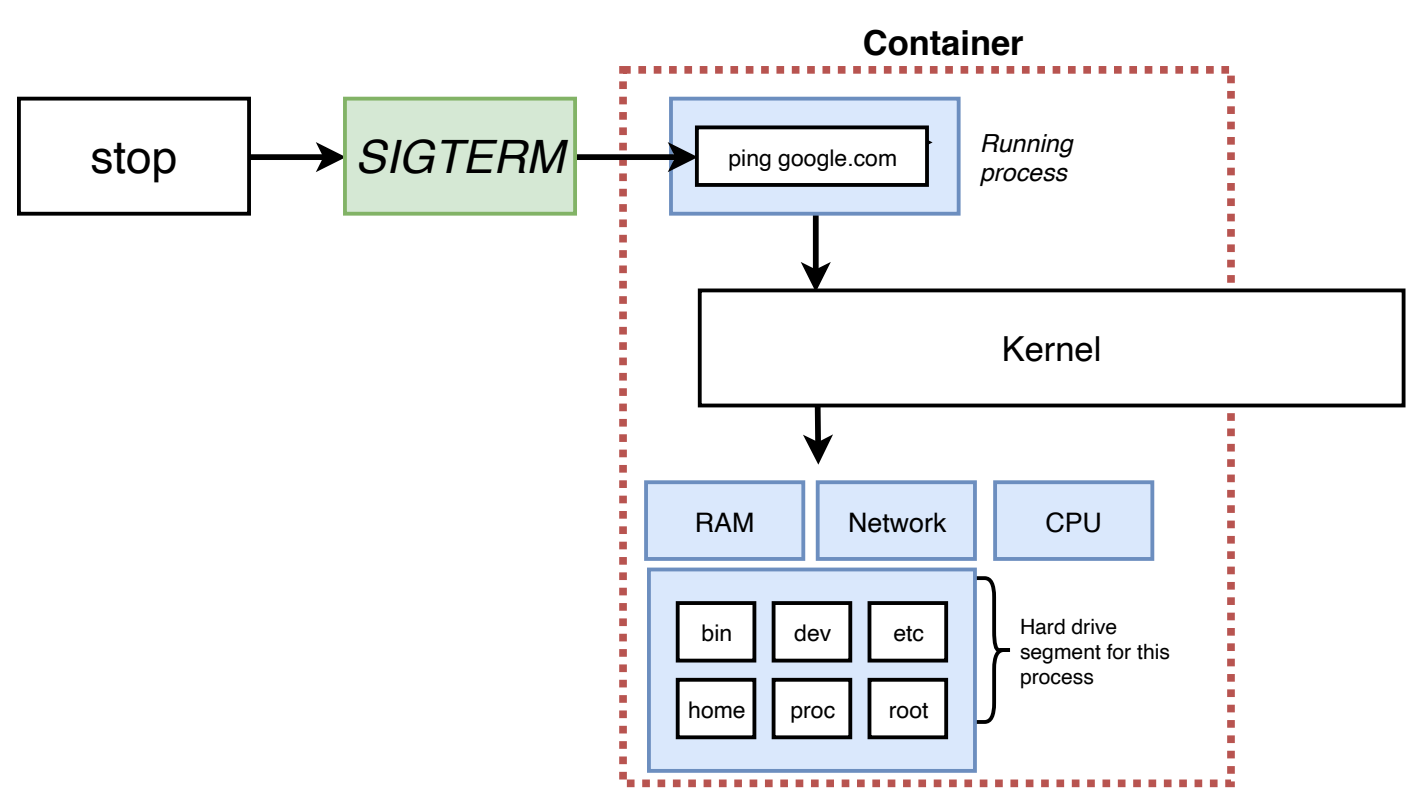 Container
stop
SIGTERM
ping google.com
Running
process
Kernel
RAM
Network
CPU
bin
dev
etc
home
proc
root
Hard drive
segment for this
process